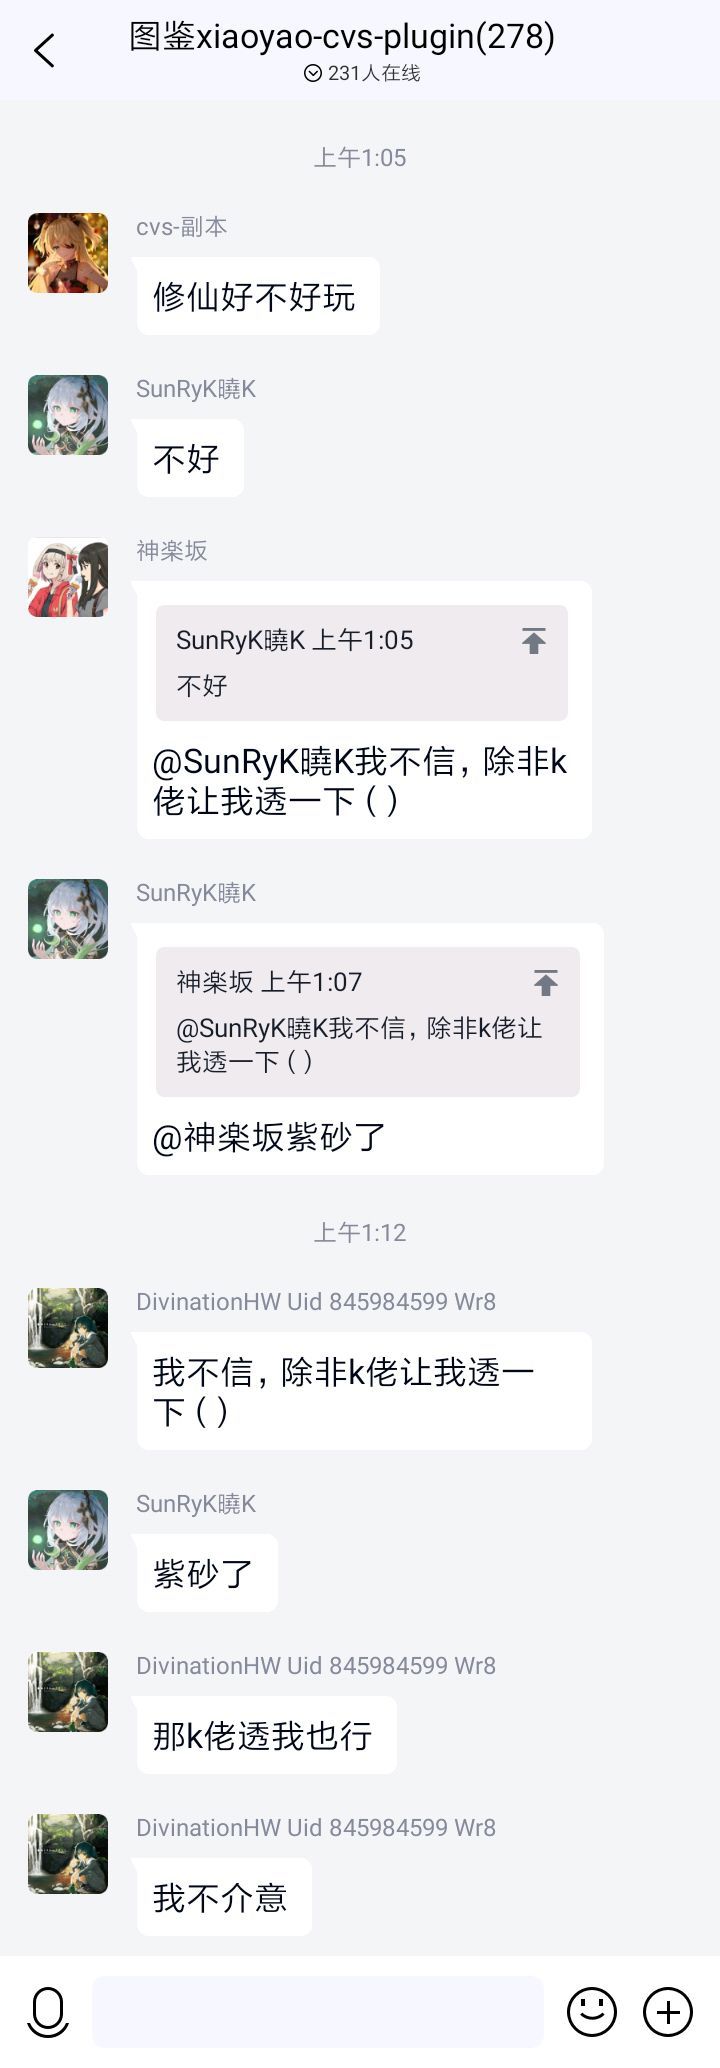 图鉴xiaoyao-cvs-plugin(278)
231人在线
上午1:05
cvs-副本
修仙好不好玩
SunRyK曉K
不好
神楽坂
SunRyK曉K 上午1:05
不好
@SunRyK曉K我不信，除非k
佬让我透一下 ( )
SunRyK曉K
神楽坂 上午1:07
@SunRyK曉K我不信，除非k佬让
我透一下 ( )
@神楽坂紫砂了
上午1:12
DivinationHW Uid 845984599 Wr8
我不信，除非k佬让我透一
下 ( )
SunRyK曉K
紫砂了
DivinationHW Uid 845984599 Wr8
那k佬透我也行
DivinationHW Uid 845984599 Wr8
我不介意